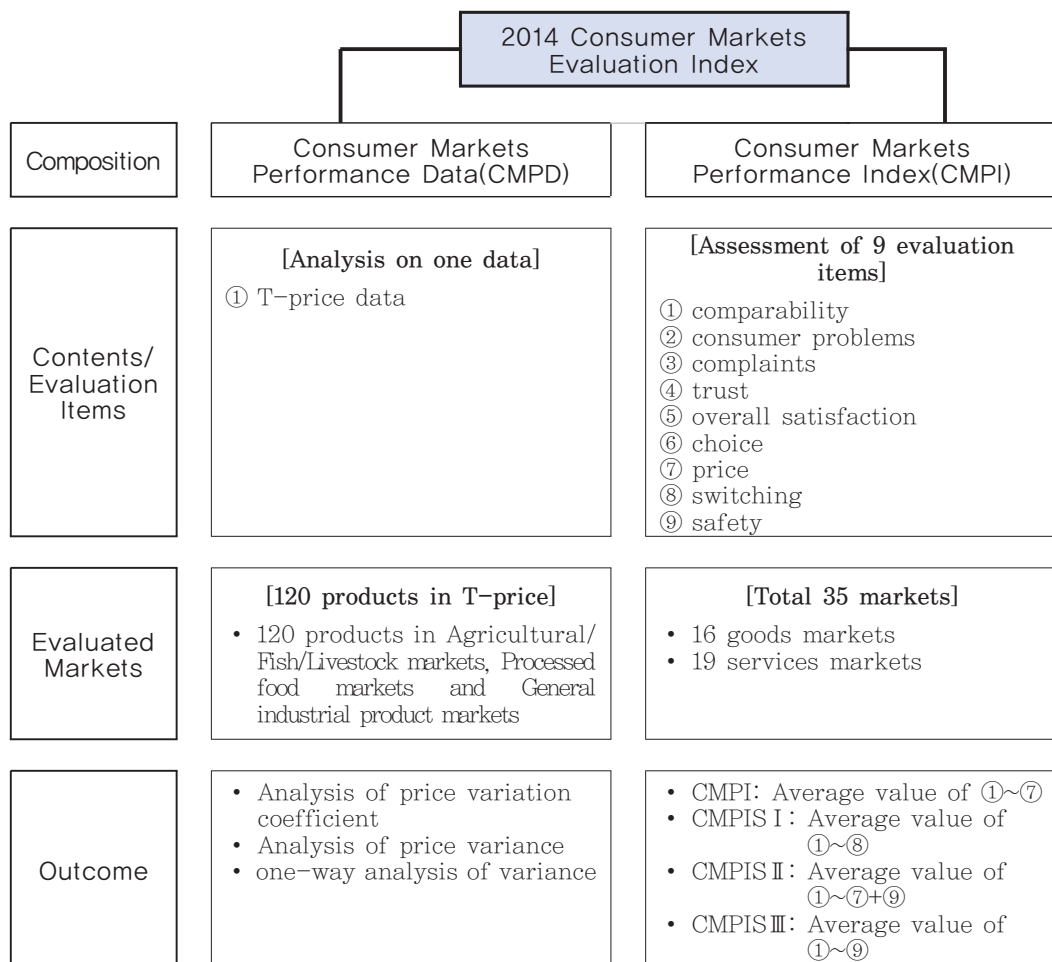 2014 Consumer Markets
Evaluation Index
Composition
Consumer Markets
Performance Data(CMPD)
Consumer Markets
Performance Index(CMPI)
Contents/
Evaluation
Items
[Analysis on one data]
① T-price data
[Assessment of 9 evaluation
items]
① comparability
② consumer problems
③ complaints
④ trust
⑤ overall satisfaction
⑥ choice
⑦ price
⑧ switching
⑨ safety
Evaluated
Markets
[120 products in T-price]
• 120 products in Agricultural/
Fish/Livestock markets, Processed
food markets and General
industrial product markets
[Total 35 markets]
• 16 goods markets
• 19 services markets
Outcome
• Analysis of price variation
coefficient
• Analysis of price variance
• one-way analysis of variance
• CMPI: Average value of ①~⑦
• CMPISⅠ: Average value of
①~⑧
• CMPISⅡ: Average value of
①~⑦+⑨
• CMPISⅢ: Average value of
①~⑨